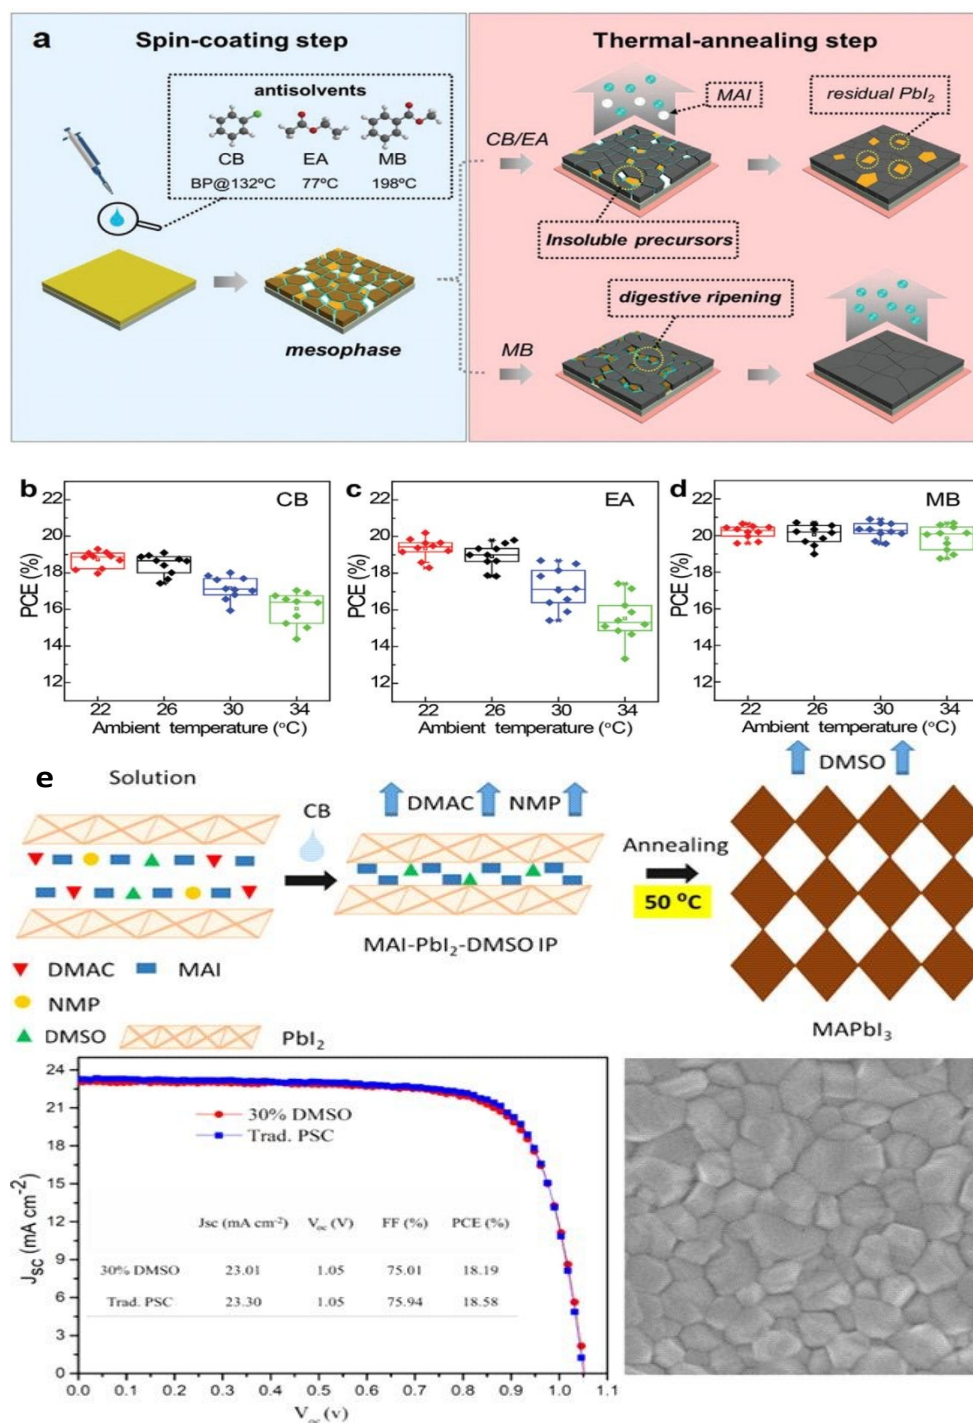 a
Spin-coating step
Thermal-annealing step
antisolvents
CB EA MB
BP@132ºC 77ºC 198ºC
mesophase
CB/EA
MAI
residual PbI₂
Insoluble precursors
digestive ripening
MB
b
CB
22
20
18
16
14
12
PCE (%)
22 26 30 34
Ambient temperature (°C)
c
EA
22
20
18
16
14
12
PCE (%)
22 26 30 34
Ambient temperature (°C)
d
MB
22
20
18
16
14
12
PCE (%)
22 26 30 34
Ambient temperature (°C)
e
Solution
CB
DMAC NMP
Annealing
50 °C
DMSO
MAI-PbI₂-DMSO IP
MAPbI₃
DMAC MAI
NMP
DMSO PbI₂
24
21
18
15
12
9
6
3
0
Jsc (mA cm⁻²)
30% DMSO
Trad. PSC
Jsc (mA cm⁻²) Voc (V) FF (%) PCE (%)
30% DMSO 23.01 1.05 75.01 18.19
Trad. PSC 23.30 1.05 75.94 18.58
0.0 0.1 0.2 0.3 0.4 0.5 0.6 0.7 0.8 0.9 1.0 1.1
Voc (v)